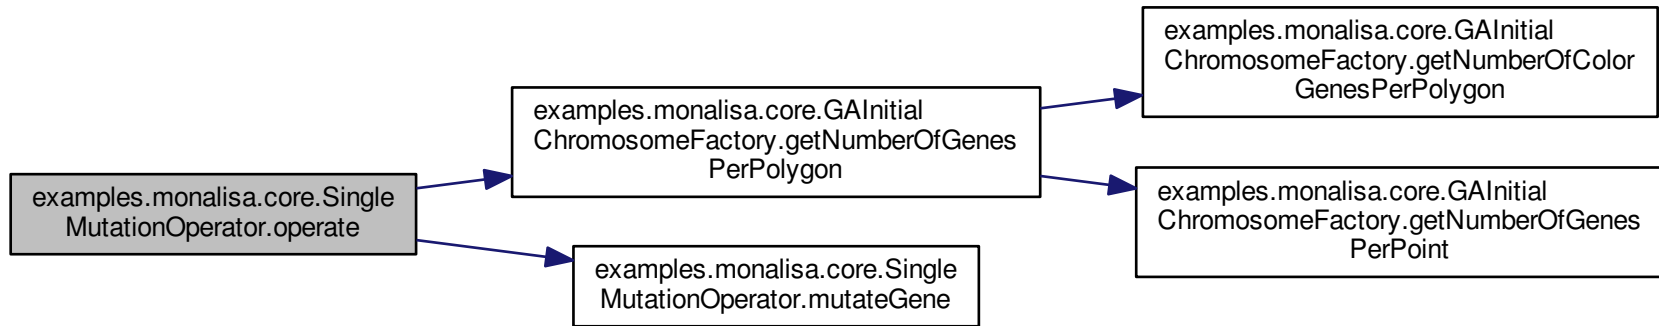 examples.monalisa.core.GAInitial
ChromosomeFactory.getNumberOfColor
GenesPerPolygon
examples.monalisa.core.GAInitial
ChromosomeFactory.getNumberOfGenes
PerPolygon
examples.monalisa.core.Single
MutationOperator.operate
examples.monalisa.core.GAInitial
ChromosomeFactory.getNumberOfGenes
PerPoint
examples.monalisa.core.Single
MutationOperator.mutateGene